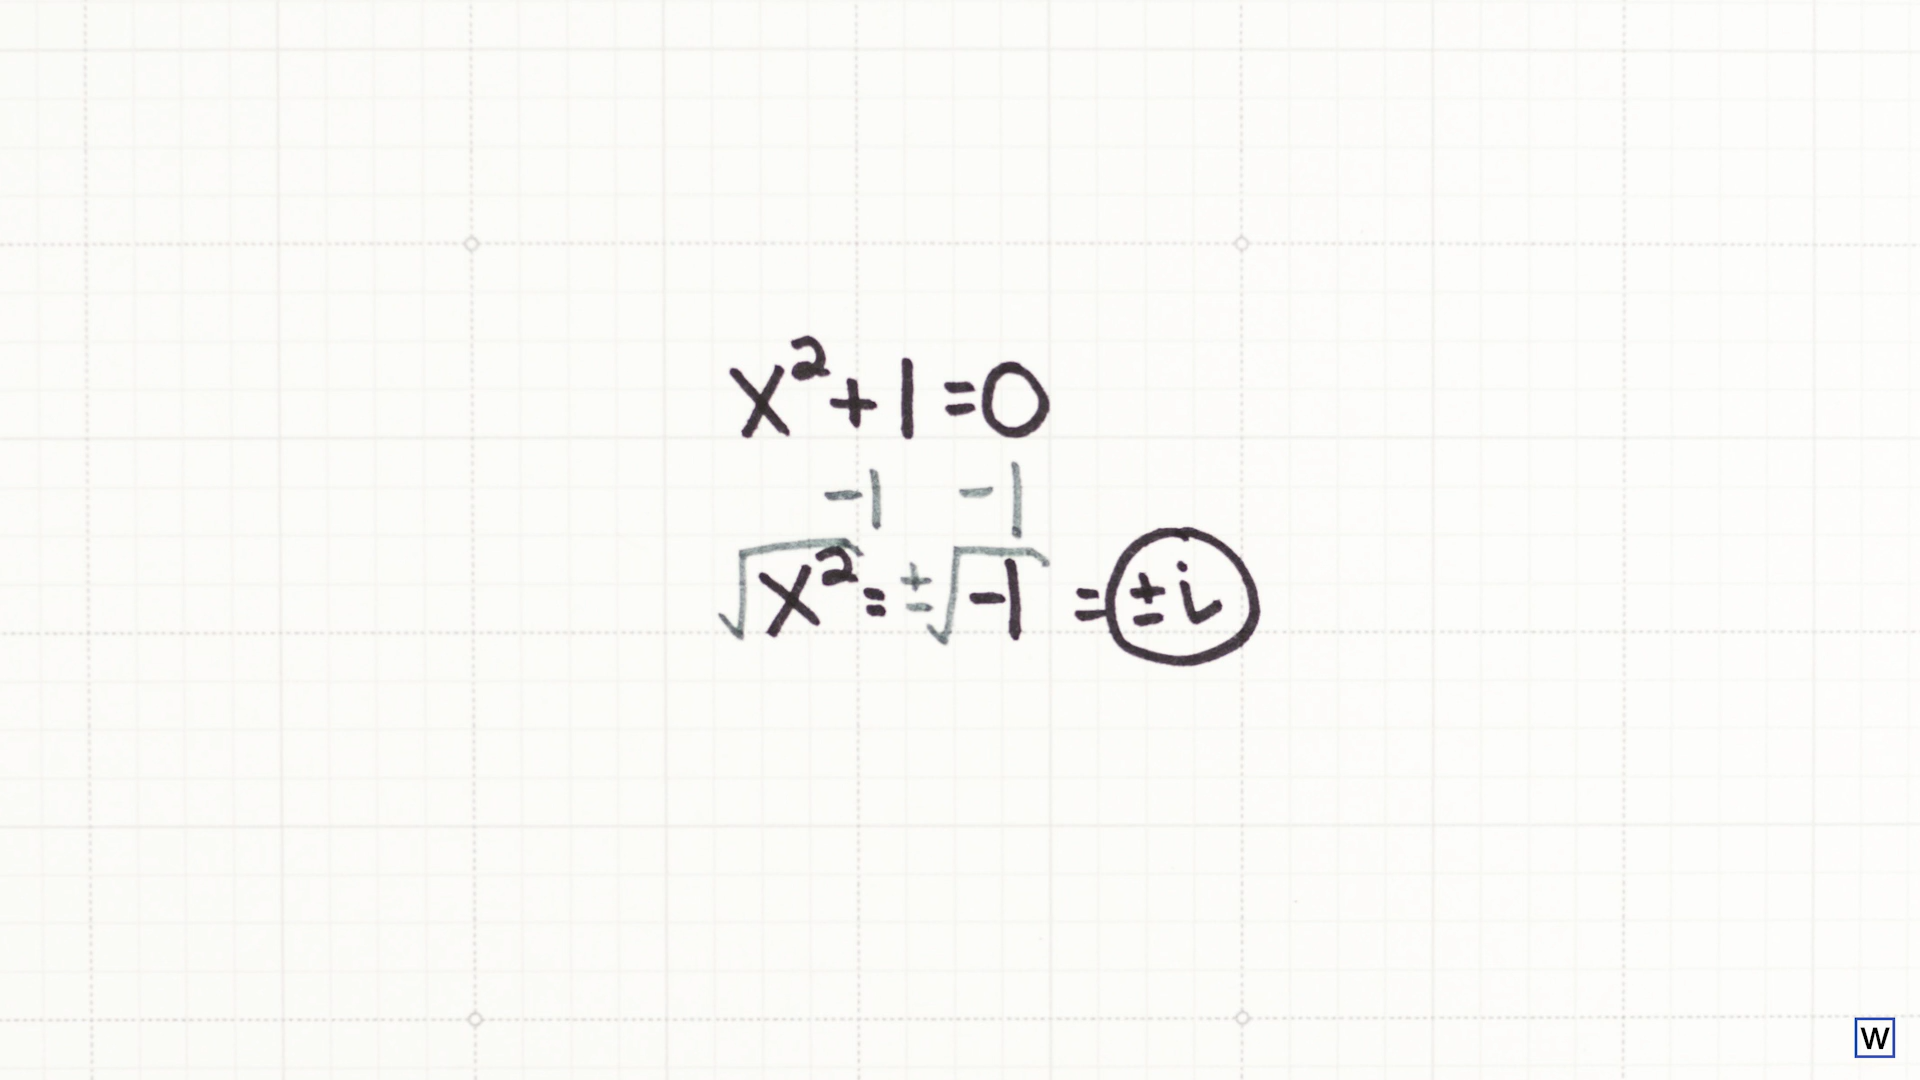 x²+1=0
-1 -1
√x² = ±√-1 = ±i
W